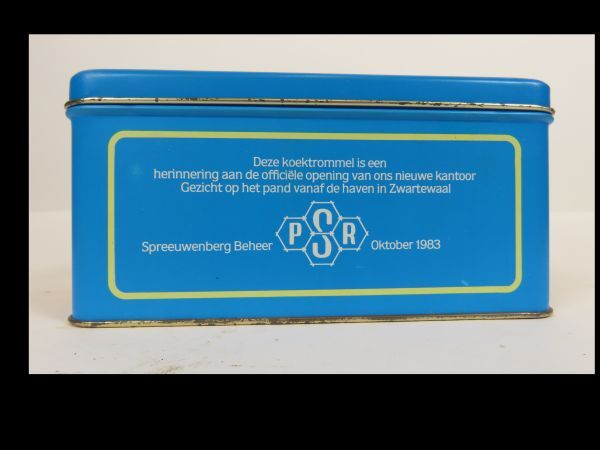 Deze koektrommel is een
herinnering aan de officiële opening van ons nieuwe kantoor
Gezicht op het pand vanaf de haven in Zwartewaal
PSR
Spreeuwenberg Beheer Oktober 1983